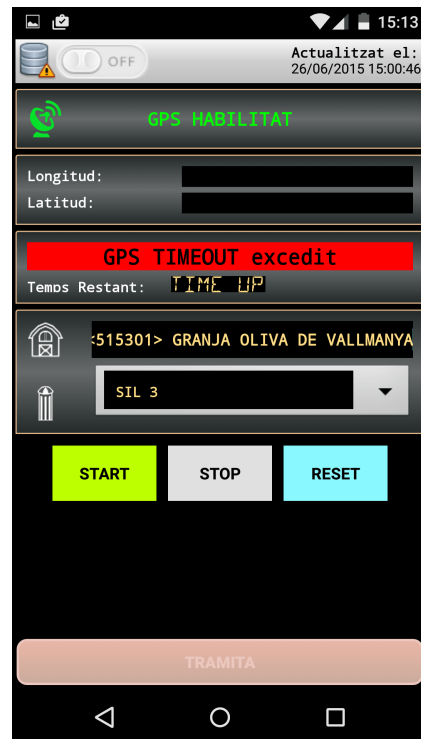 15:13
OFF
Actualitzat el:
26/06/2015 15:00:46
GPS HABILITAT
Longitud:
Latitud:
GPS TIMEOUT excedit
Temps Restant: TIME UP
<515301> GRANJA OLIVA DE VALLMANYA
SIL 3
START STOP RESET
TRAMITA